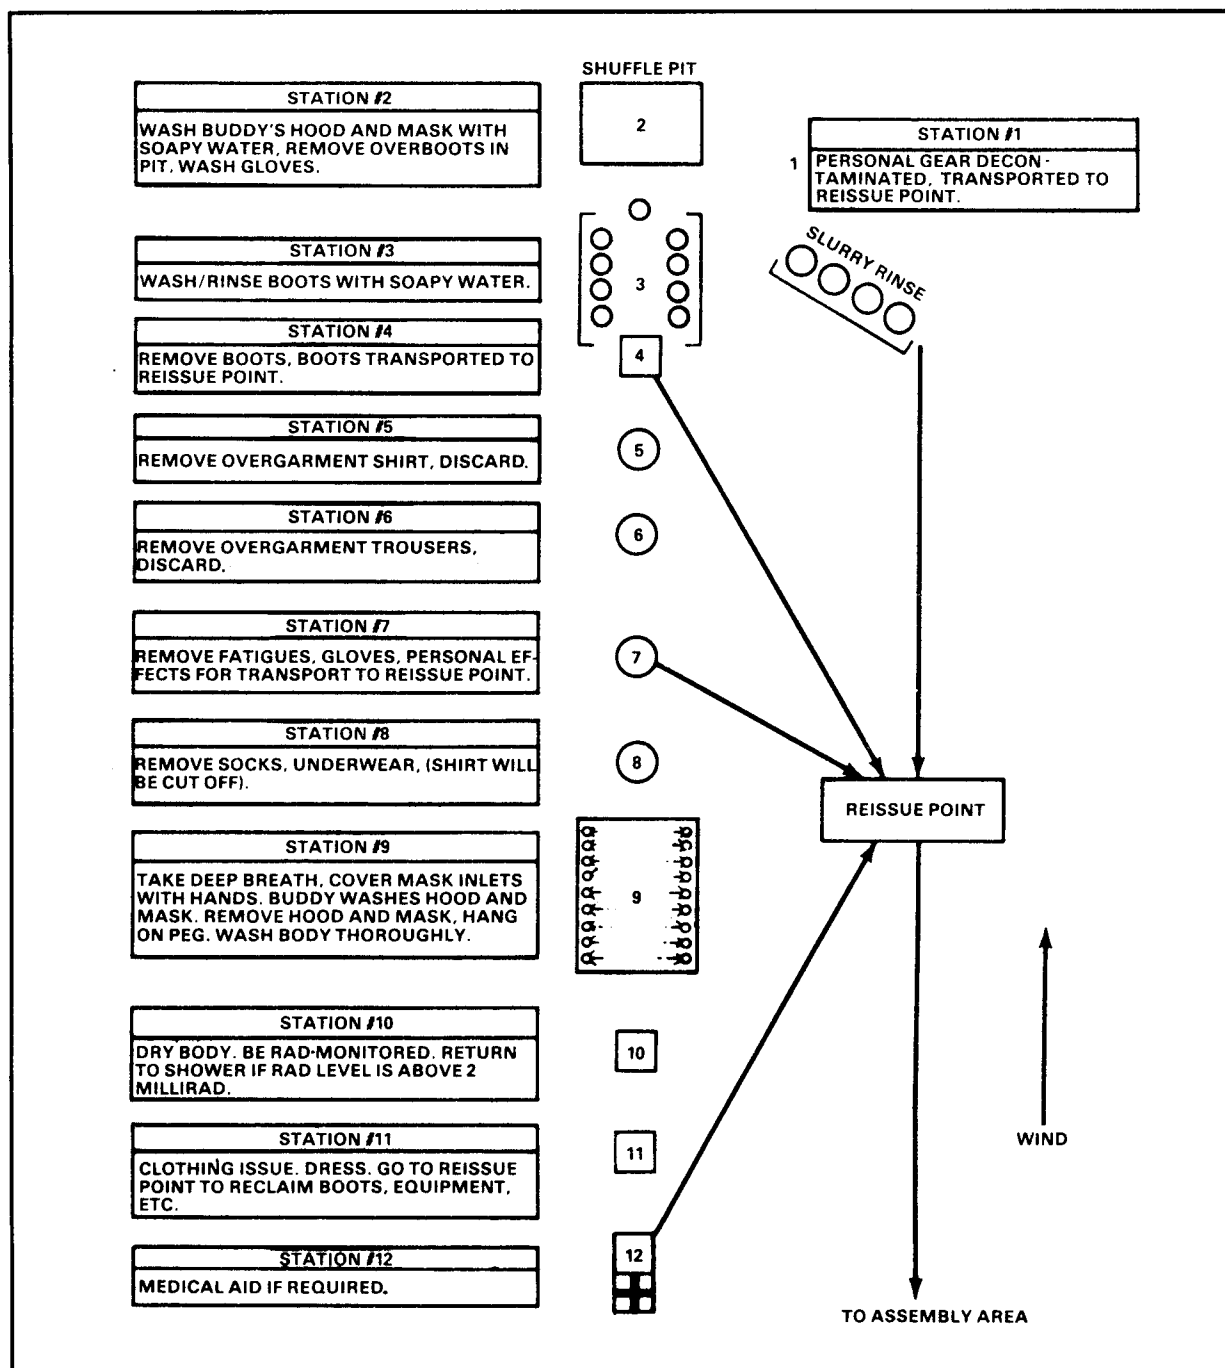 SHUFFLE PIT
2
STATION #2
WASH BUDDY'S HOOD AND MASK WITH
SOAPY WATER, REMOVE OVERBOOTS IN
PIT, WASH GLOVES.
STATION #1
1
PERSONAL GEAR DECON-
TAMINATED, TRANSPORTED TO
REISSUE POINT.
SLURRY RINSE
STATION #3
WASH/RINSE BOOTS WITH SOAPY WATER.
3
STATION #4
REMOVE BOOTS, BOOTS TRANSPORTED TO
REISSUE POINT.
4
STATION #5
REMOVE OVERGARMENT SHIRT, DISCARD.
5
STATION #6
REMOVE OVERGARMENT TROUSERS,
DISCARD.
6
STATION #7
REMOVE FATIGUES, GLOVES, PERSONAL EF-
FECTS FOR TRANSPORT TO REISSUE POINT.
7
STATION #8
REMOVE SOCKS, UNDERWEAR, (SHIRT WILL
BE CUT OFF).
8
REISSUE POINT
STATION #9
TAKE DEEP BREATH, COVER MASK INLETS
WITH HANDS. BUDDY WASHES HOOD AND
MASK. REMOVE HOOD AND MASK, HANG
ON PEG. WASH BODY THOROUGHLY.
9
STATION #10
DRY BODY. BE RAD-MONITORED. RETURN
TO SHOWER IF RAD LEVEL IS ABOVE 2
MILLIRAD.
10
STATION #11
CLOTHING ISSUE. DRESS. GO TO REISSUE
POINT TO RECLAIM BOOTS, EQUIPMENT,
ETC.
11
WIND
STATION #12
MEDICAL AID IF REQUIRED.
12
TO ASSEMBLY AREA